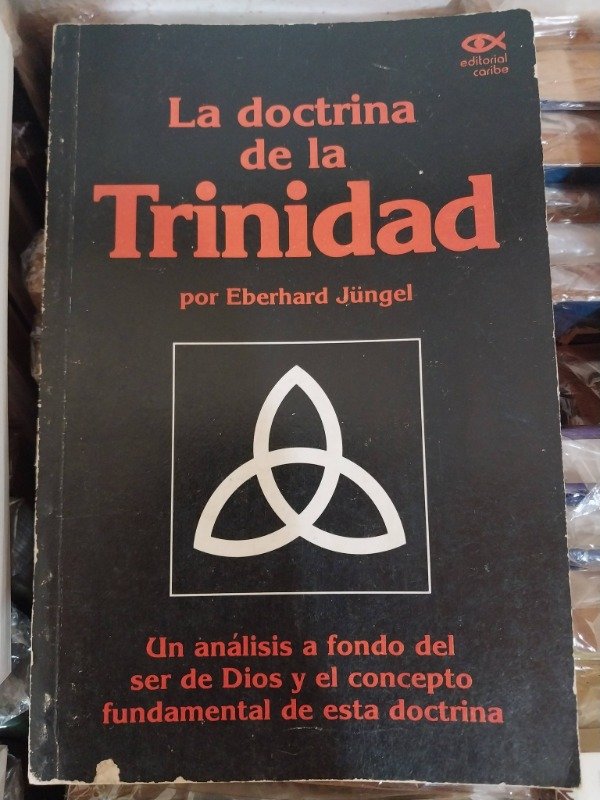 editorial
caribe
La doctrina
de la
Trinidad
por Eberhard Jüngel
Un análisis a fondo del
ser de Dios y el concepto
fundamental de esta doctrina